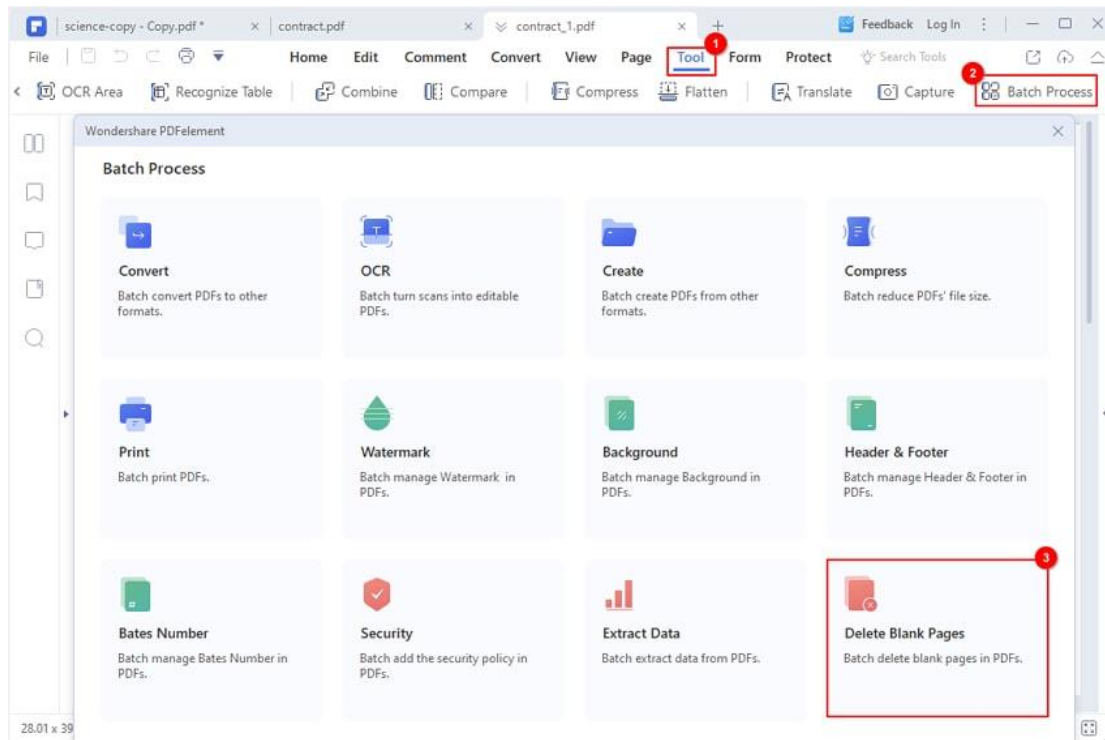 science-copy - Copy.pdf * × contract.pdf × contract_1.pdf × + Feedback Log In
1
File Home Edit Comment Convert View Page Tool Form Protect Search Tools
2
OCR Area Recognize Table Combine Compare Compress Flatten Translate Capture Batch Process
Wondershare PDFelement
Batch Process
Convert
Batch convert PDFs to other
formats.
OCR
Batch turn scans into editable
PDFs.
Create
Batch create PDFs from other
formats.
Compress
Batch reduce PDFs' file size.
Print
Batch print PDFs.
Watermark
Batch manage Watermark in
PDFs.
Background
Batch manage Background in
PDFs.
Header & Footer
Batch manage Header & Footer in
PDFs.
Bates Number
Batch manage Bates Number in
PDFs.
Security
Batch add the security policy in
PDFs.
Extract Data
Batch extract data from PDFs.
3
Delete Blank Pages
Batch delete blank pages in PDFs.
28.01 x 39